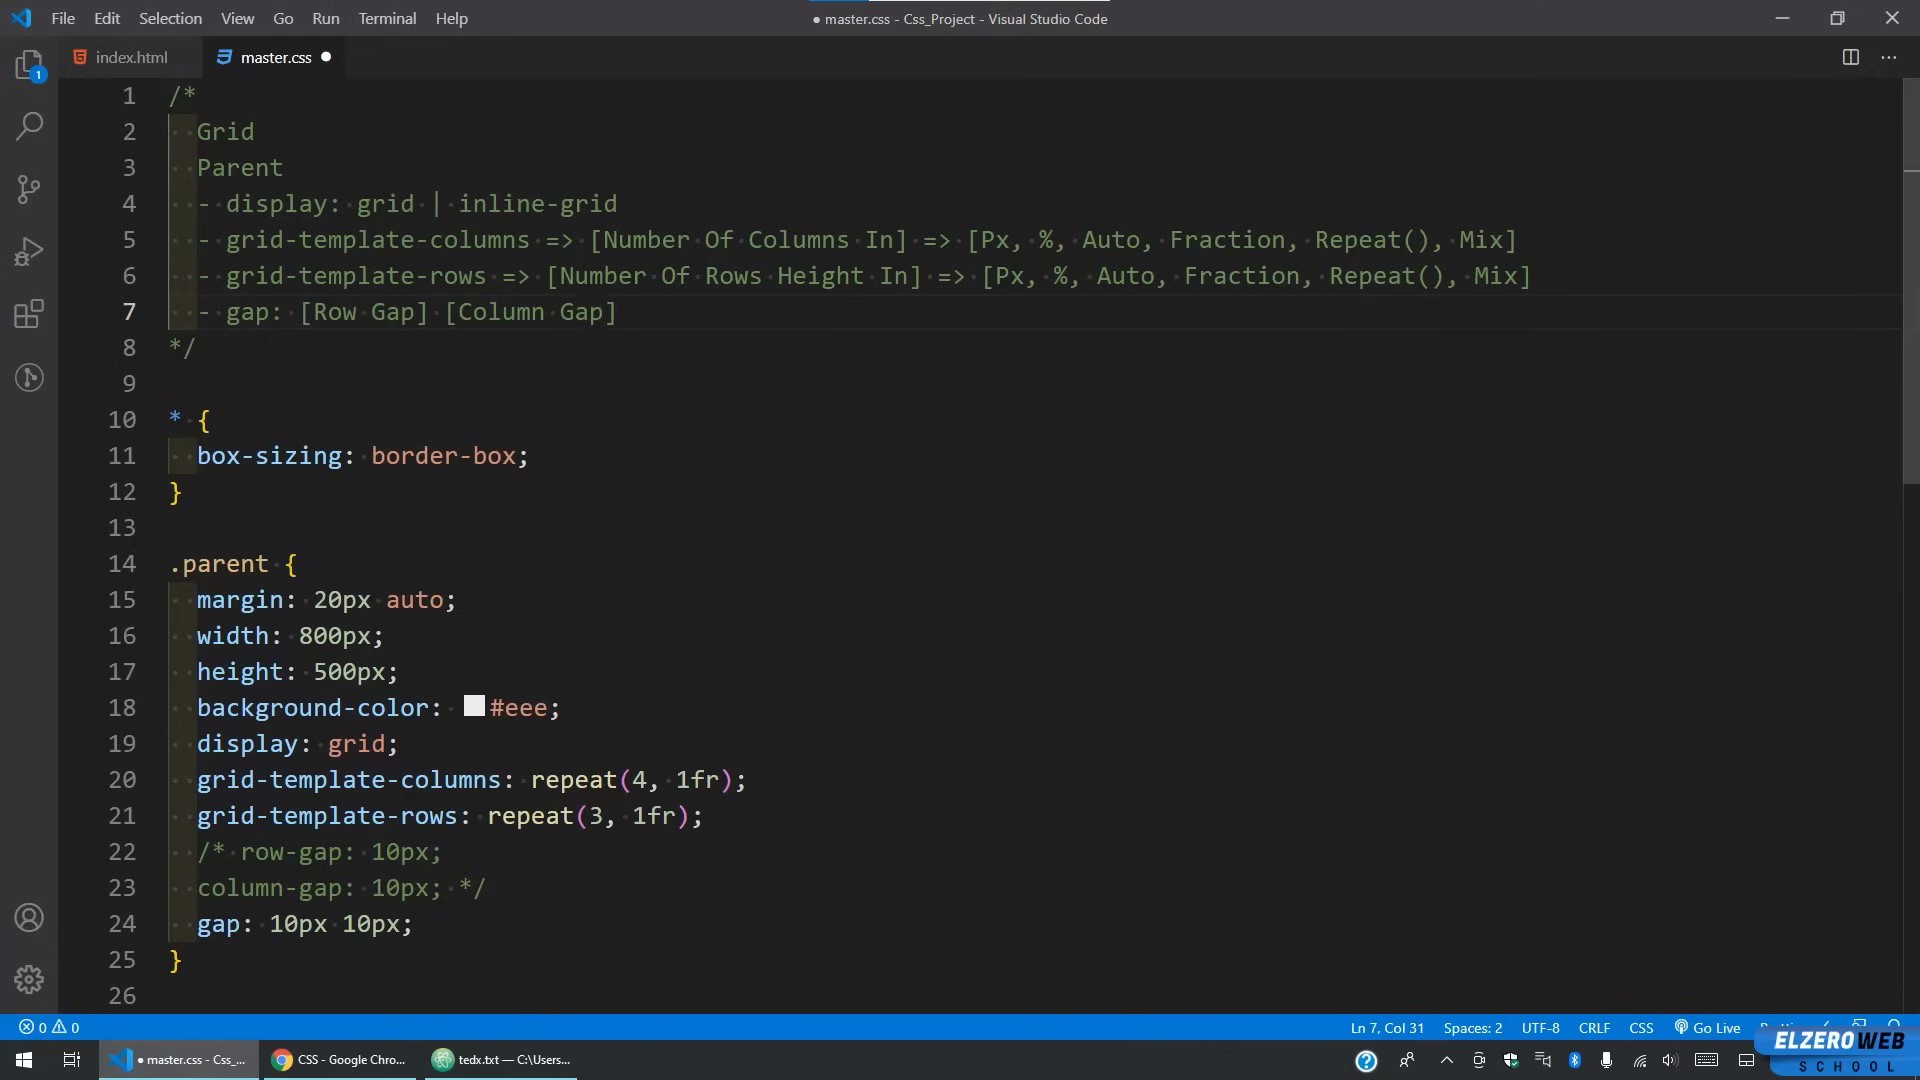 File Edit Selection View Go Run Terminal Help
● master.css - Css_Project - Visual Studio Code
index.html
master.css ●
1
1 /*
2 Grid
3 Parent
4 - display: grid | inline-grid
5 - grid-template-columns => [Number Of Columns In] => [Px, %, Auto, Fraction, Repeat(), Mix]
6 - grid-template-rows => [Number Of Rows Height In] => [Px, %, Auto, Fraction, Repeat(), Mix]
7 - gap: [Row Gap] [Column Gap]
8 */
9
10 * {
11 box-sizing: border-box;
12 }
13
14 .parent {
15 margin: 20px auto;
16 width: 800px;
17 height: 500px;
18 background-color: #eee;
19 display: grid;
20 grid-template-columns: repeat(4, 1fr);
21 grid-template-rows: repeat(3, 1fr);
22 /* row-gap: 10px;
23 column-gap: 10px; */
24 gap: 10px 10px;
25 }
26
0 0
Ln 7, Col 31 Spaces: 2 UTF-8 CRLF CSS Go Live
● master.css - Css_...
CSS - Google Chro...
tedx.txt — C:\Users...
ELZEROWEB
SCHOOL